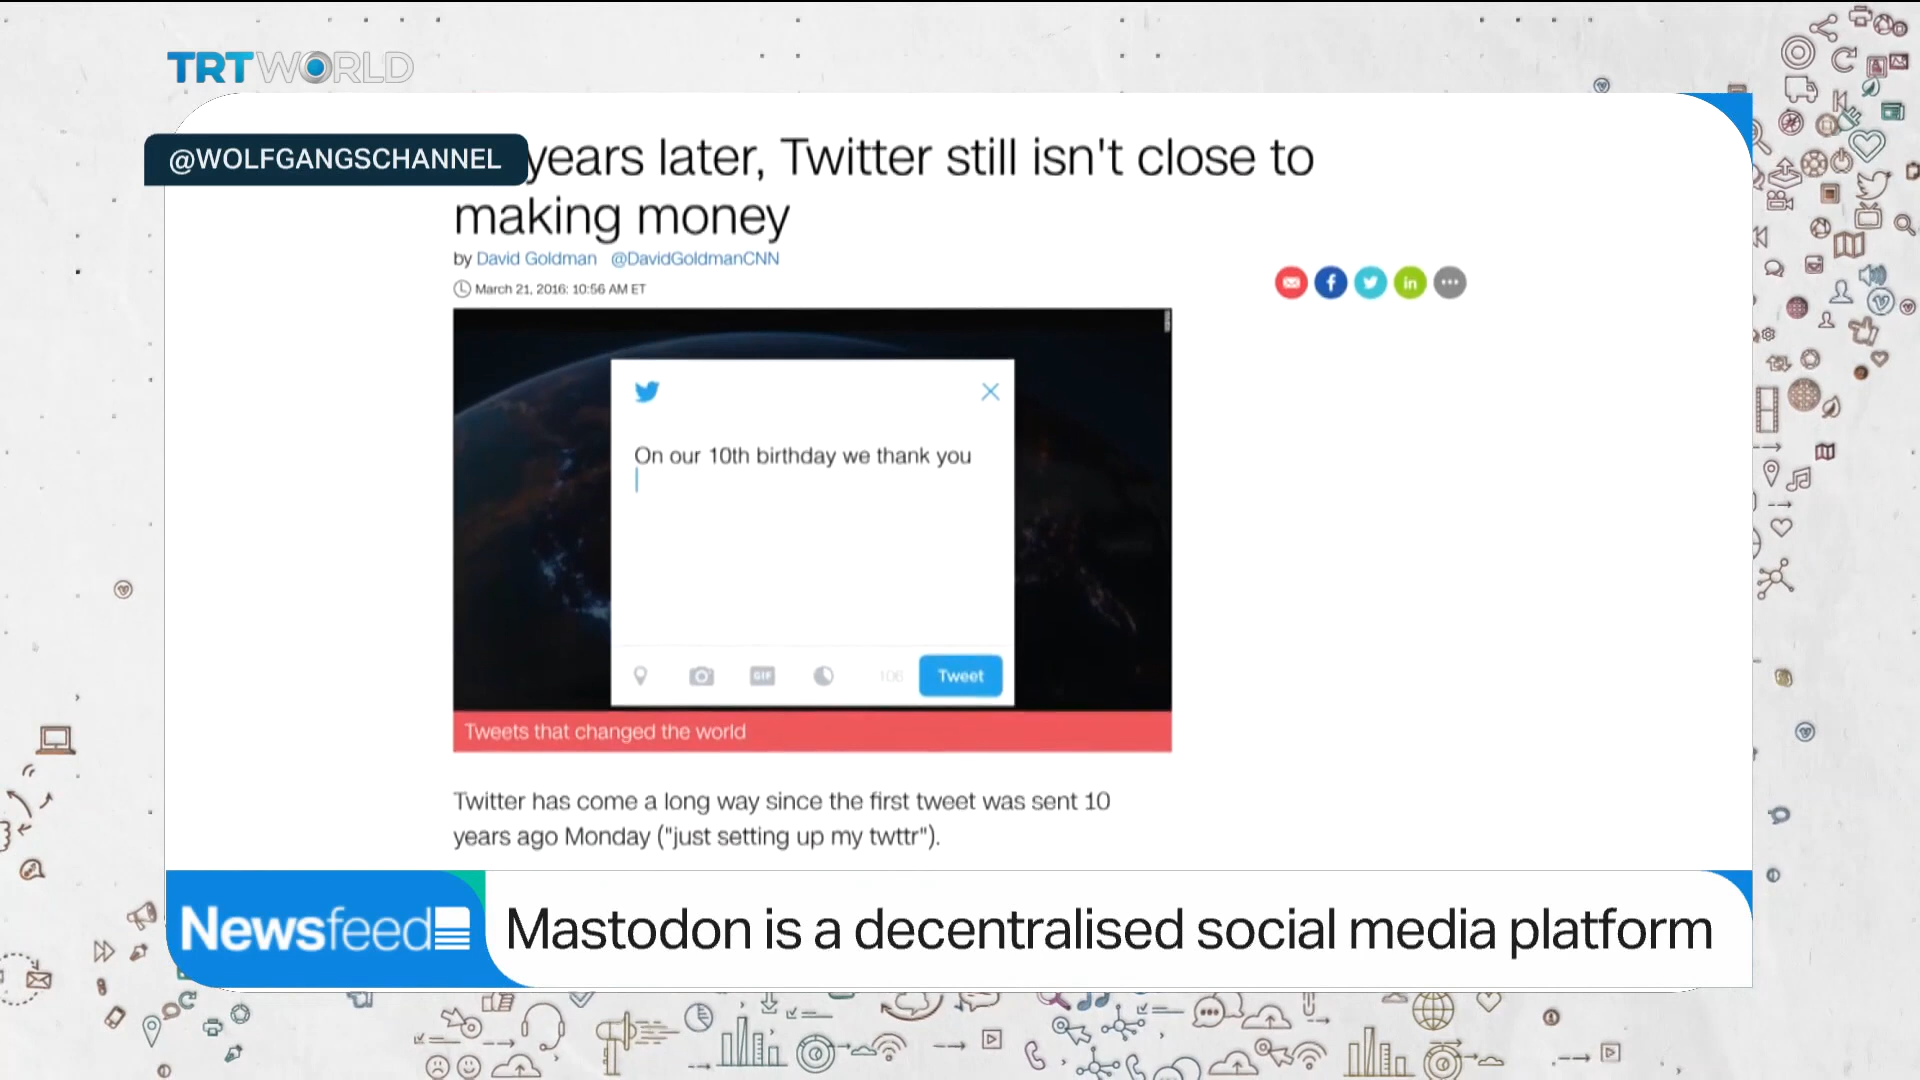 TRT WORLD
@WOLFGANGSCHANNEL
years later, Twitter still isn't close to
making money
by David Goldman @DavidGoldmanCNN
March 21, 2016: 10:56 AM ET
On our 10th birthday we thank you
GIF
106
Tweet
Tweets that changed the world
Twitter has come a long way since the first tweet was sent 10
years ago Monday ("just setting up my twttr").
Newsfeed
Mastodon is a decentralised social media platform